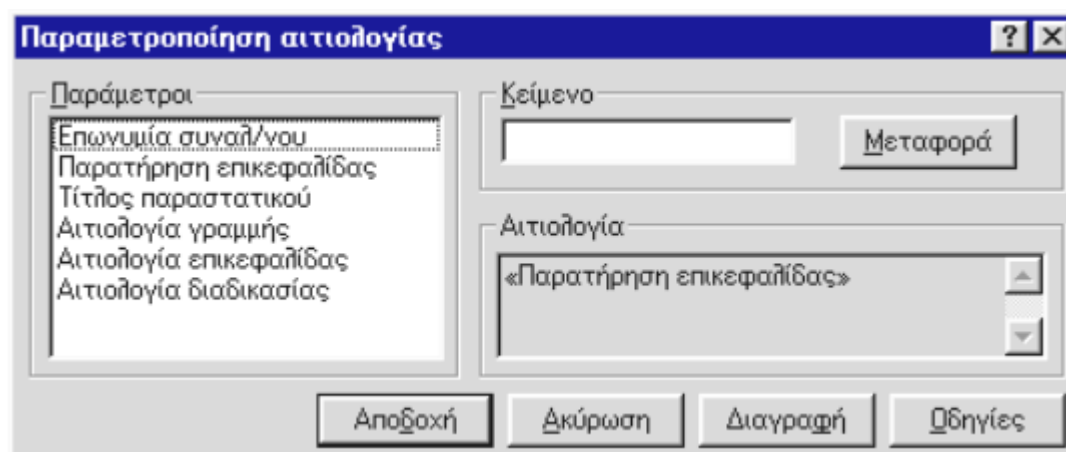 Παραμετροποίηση αιτιολογίας
Παράμετροι
Επωνυμία συναλ/νου
Παρατήρηση επικεφαλίδας
Τίτλος παραστατικού
Αιτιολογία γραμμής
Αιτιολογία επικεφαλίδας
Αιτιολογία διαδικασίας
Κείμενο
Μεταφορά
Αιτιολογία
«Παρατήρηση επικεφαλίδας»
Αποδοχή Ακύρωση Διαγραφή Οδηγίες